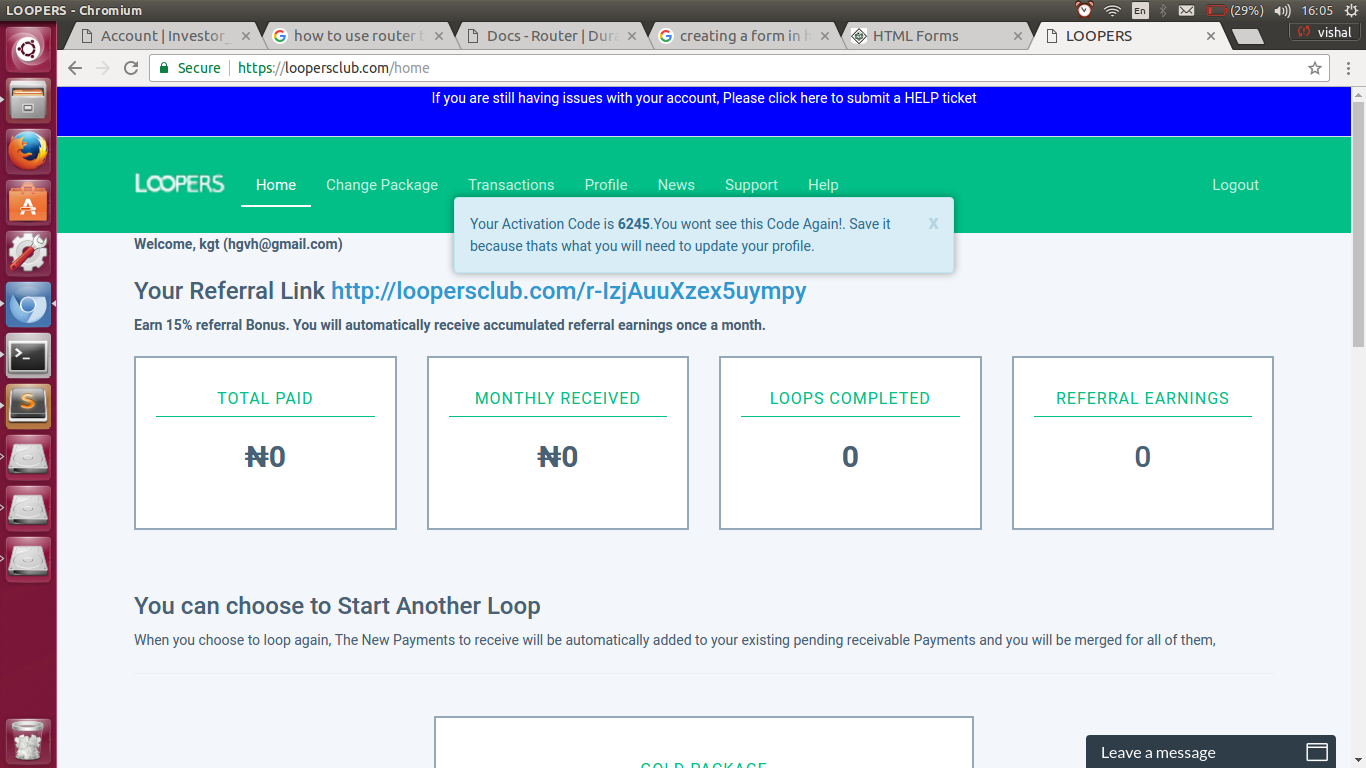 LOOPERS - Chromium
En
(29%)
16:05
Account | Investor_
how to use router t
Docs - Router | Dura
creating a form in h
HTML Forms
LOOPERS
vishal
Secure
https://loopersclub.com/home
If you are still having issues with your account, Please click here to submit a HELP ticket
LOOPERS
Home
Change Package
Transactions
Profile
News
Support
Help
Logout
Your Activation Code is 6245.You wont see this Code Again!. Save it
because thats what you will need to update your profile.
X
Welcome, kgt (hgvh@gmail.com)
Your Referral Link http://loopersclub.com/r-IzjAuuXzex5uympy
Earn 15% referral Bonus. You will automatically receive accumulated referral earnings once a month.
TOTAL PAID
₦0
MONTHLY RECEIVED
₦0
LOOPS COMPLETED
0
REFERRAL EARNINGS
0
You can choose to Start Another Loop
When you choose to loop again, The New Payments to receive will be automatically added to your existing pending receivable Payments and you will be merged for all of them,
GOLD PACKAGE
Leave a message